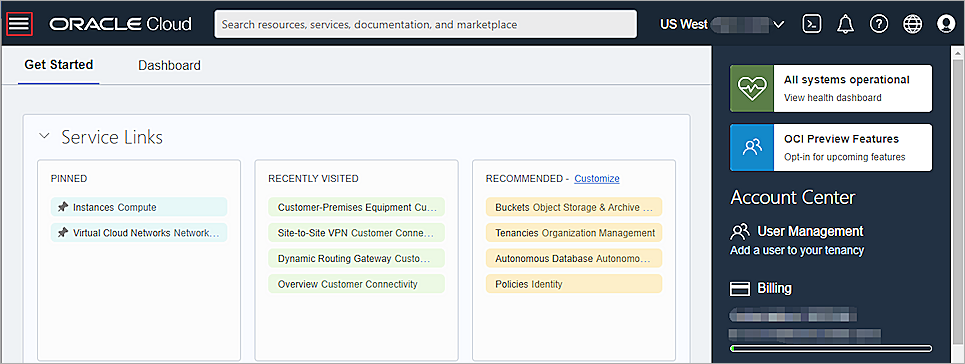 ORACLE Cloud
Search resources, services, documentation, and marketplace
US West
Get Started
Dashboard
Service Links
PINNED
Instances Compute
Virtual Cloud Networks Network...
RECENTLY VISITED
Customer-Premises Equipment Cu...
Site-to-Site VPN Customer Conne...
Dynamic Routing Gateway Custo...
Overview Customer Connectivity
RECOMMENDED - Customize
Buckets Object Storage & Archive ...
Tenancies Organization Management
Autonomous Database Autonomo...
Policies Identity
All systems operational
View health dashboard
OCI Preview Features
Opt-in for upcoming features
Account Center
User Management
Add a user to your tenancy
Billing